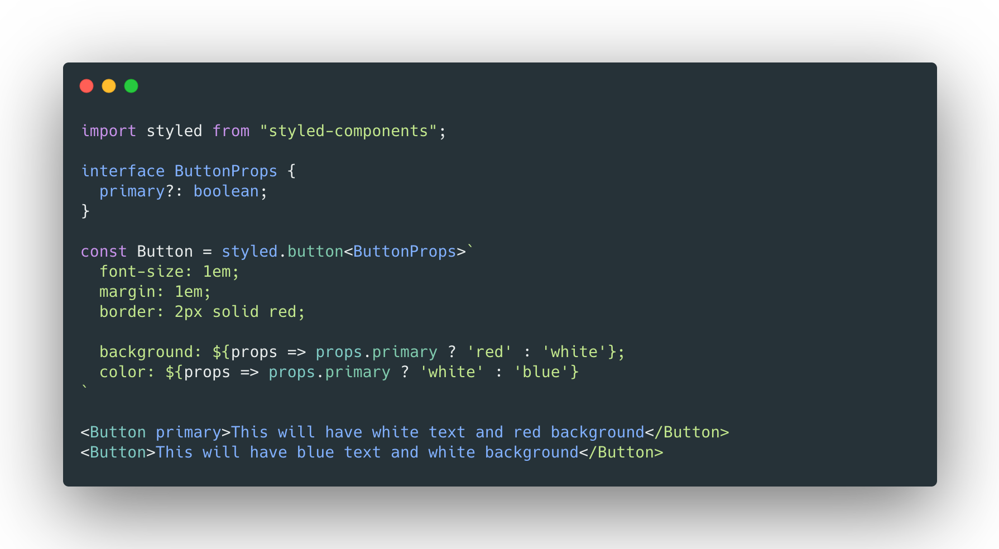 import styled from "styled-components";
interface ButtonProps {
  primary?: boolean;
}
const Button = styled.button<ButtonProps>`
  font-size: 1em;
  margin: 1em;
  border: 2px solid red;
  background: ${props => props.primary ? 'red' : 'white'};
  color: ${props => props.primary ? 'white' : 'blue'}
`
<Button primary>This will have white text and red background</Button>
<Button>This will have blue text and white background</Button>